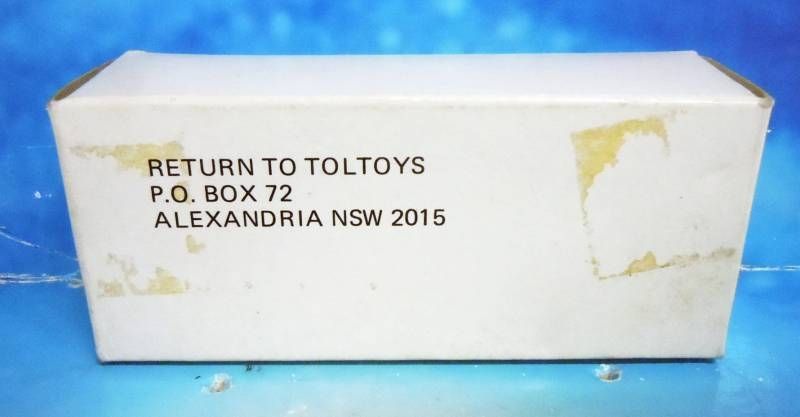 RETURN TO TOLTOYS
P.O. BOX 72
ALEXANDRIA NSW 2015